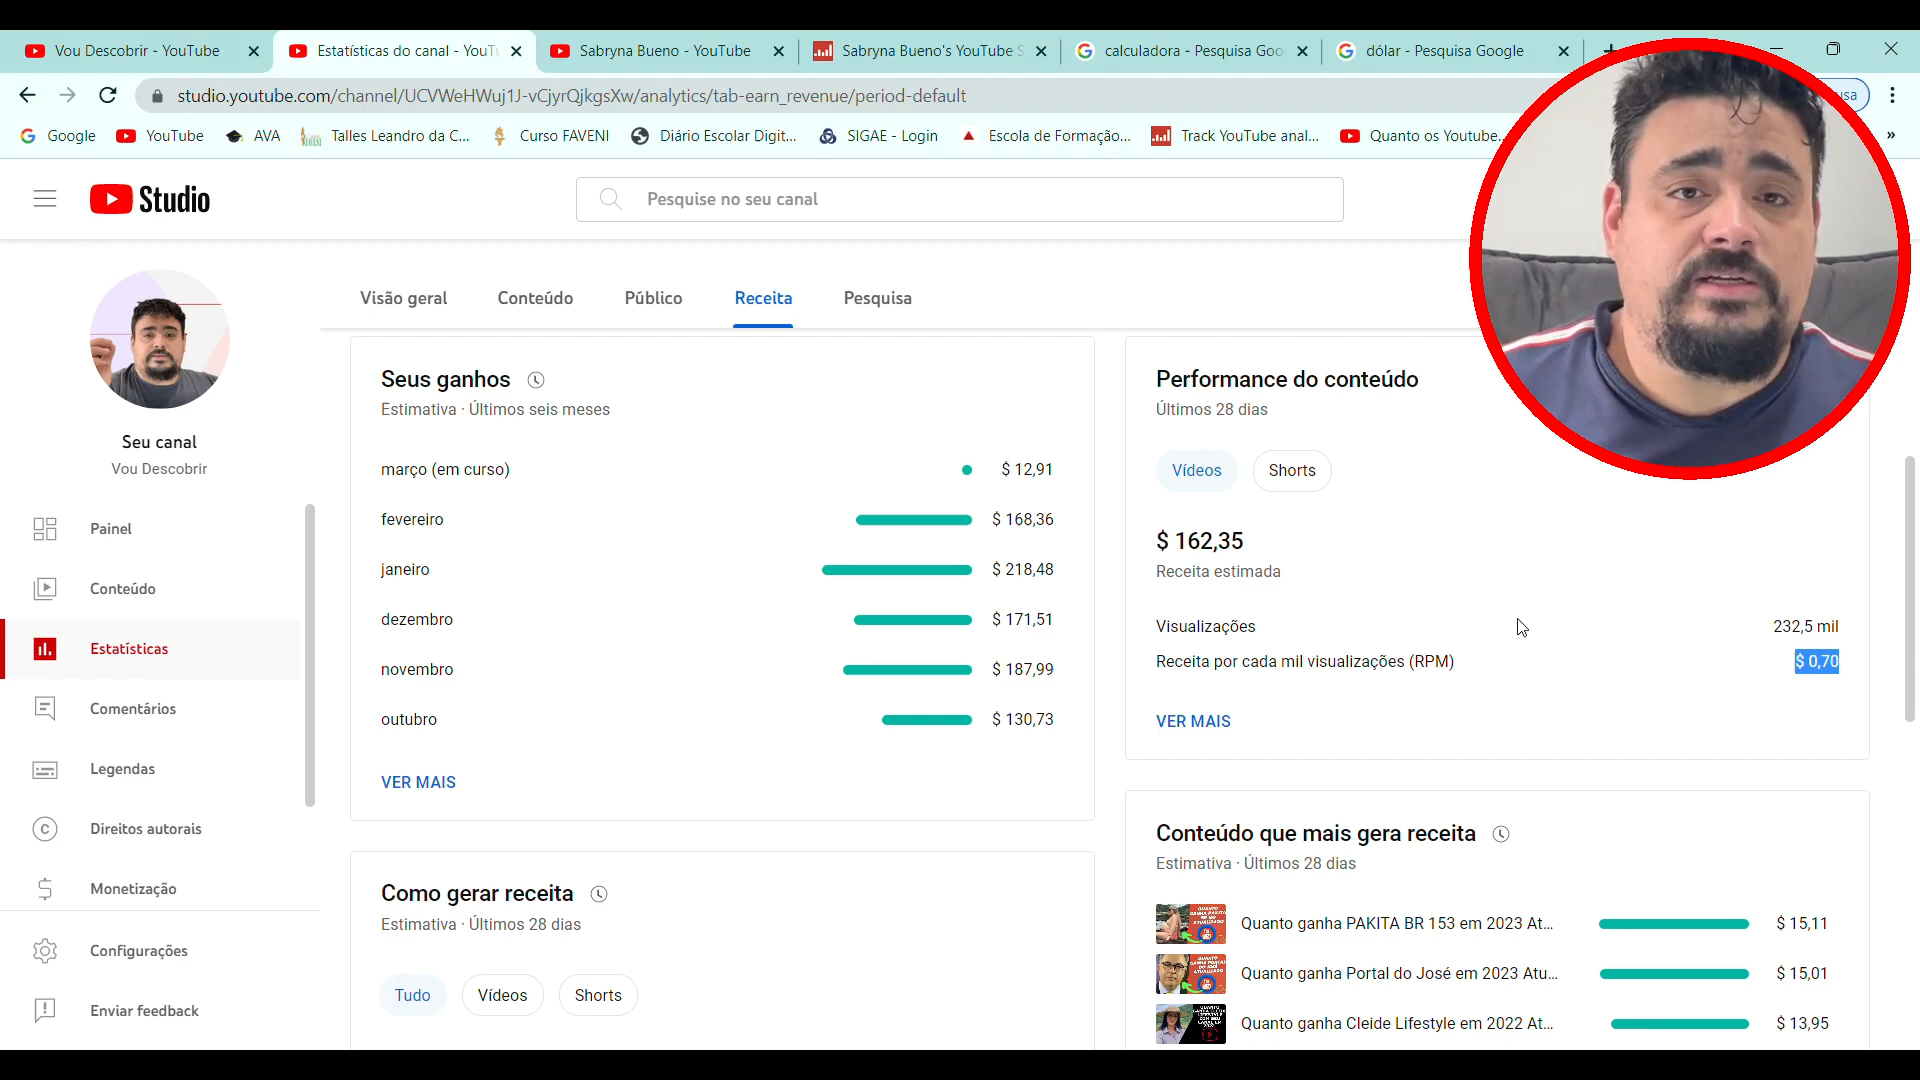 Vou Descobrir - YouTube
Estatísticas do canal - YouTu
Sabryna Bueno - YouTube
Sabryna Bueno's YouTube S
calculadora - Pesquisa Goo
dólar - Pesquisa Google
studio.youtube.com/channel/UCVWeHWuj1J-vCjyrQjkgsXw/analytics/tab-earn_revenue/period-default
usa
Google
YouTube
AVA
Talles Leandro da C...
Curso FAVENI
Diário Escolar Digit...
SIGAE - Login
Escola de Formação...
Track YouTube anal...
Quanto os Youtube...
»
Studio
Pesquise no seu canal
Seu canal
Vou Descobrir
Painel
Conteúdo
Estatísticas
Comentários
Legendas
Direitos autorais
Monetização
Configurações
Enviar feedback
Visão geral
Conteúdo
Público
Receita
Pesquisa
Seus ganhos
Estimativa · Últimos seis meses
março (em curso) $ 12,91
fevereiro $ 168,36
janeiro $ 218,48
dezembro $ 171,51
novembro $ 187,99
outubro $ 130,73
VER MAIS
Como gerar receita
Estimativa · Últimos 28 dias
Tudo
Vídeos
Shorts
Performance do conteúdo
Últimos 28 dias
Vídeos
Shorts
$ 162,35
Receita estimada
Visualizações 232,5 mil
Receita por cada mil visualizações (RPM) $ 0,70
VER MAIS
Conteúdo que mais gera receita
Estimativa · Últimos 28 dias
Quanto ganha PAKITA BR 153 em 2023 At... $ 15,11
Quanto ganha Portal do José em 2023 Atu... $ 15,01
Quanto ganha Cleide Lifestyle em 2022 At... $ 13,95